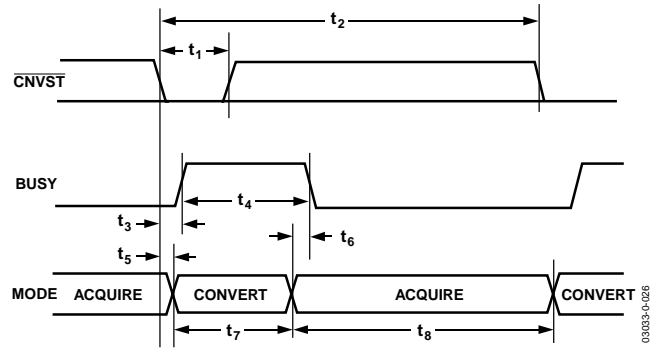 t2
t1
CNVST
BUSY
t4
t3
t5
t6
MODE ACQUIRE CONVERT ACQUIRE CONVERT
t7 t8
03033-0-026